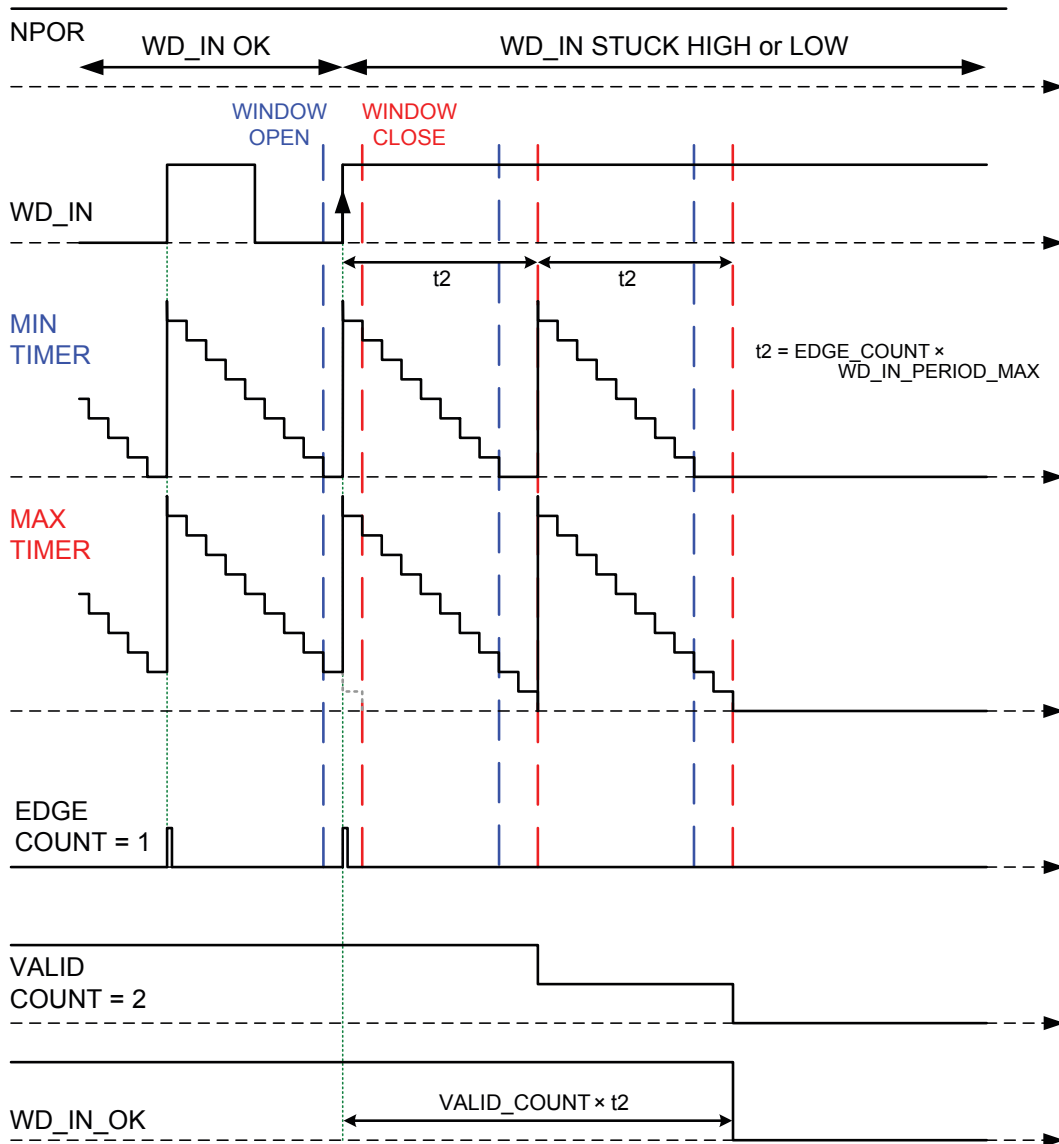 NPOR
WD_IN OK
WD_IN STUCK HIGH or LOW
WINDOW
OPEN
WINDOW
CLOSE
WD_IN
t2
t2
MIN
TIMER
t2 = EDGE_COUNT ×
WD_IN_PERIOD_MAX
MAX
TIMER
EDGE
COUNT = 1
VALID
COUNT = 2
VALID_COUNT × t2
WD_IN_OK